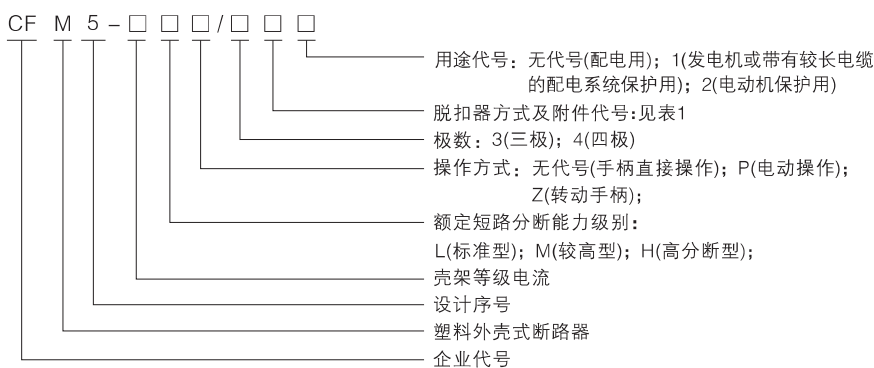 CF M 5-□□□/□□□
用途代号：无代号(配电用)；1(发电机或带有较长电缆
的配电系统保护用)；2(电动机保护用)
脱扣器方式及附件代号:见表1
极数：3(三极)；4(四极)
操作方式：无代号(手柄直接操作)；P(电动操作)；
Z(转动手柄)；
额定短路分断能力级别：
L(标准型)；M(较高型)；H(高分断型)；
壳架等级电流
设计序号
塑料外壳式断路器
企业代号